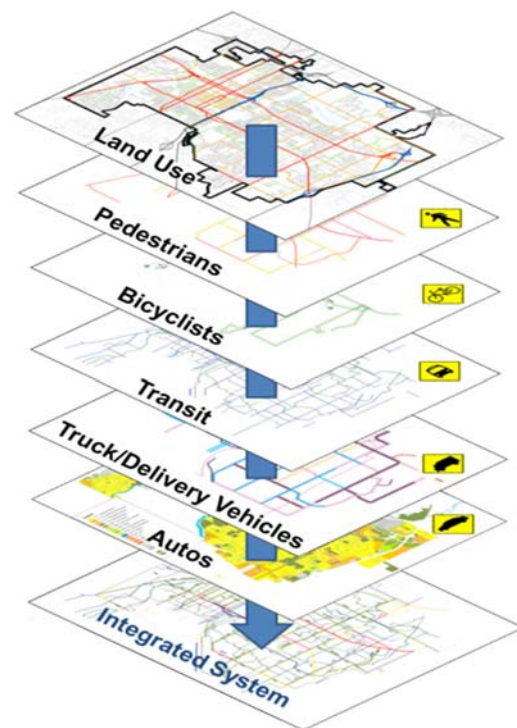 Land Use
Pedestrians
Bicyclists
Transit
Truck/Delivery Vehicles
Autos
Integrated System